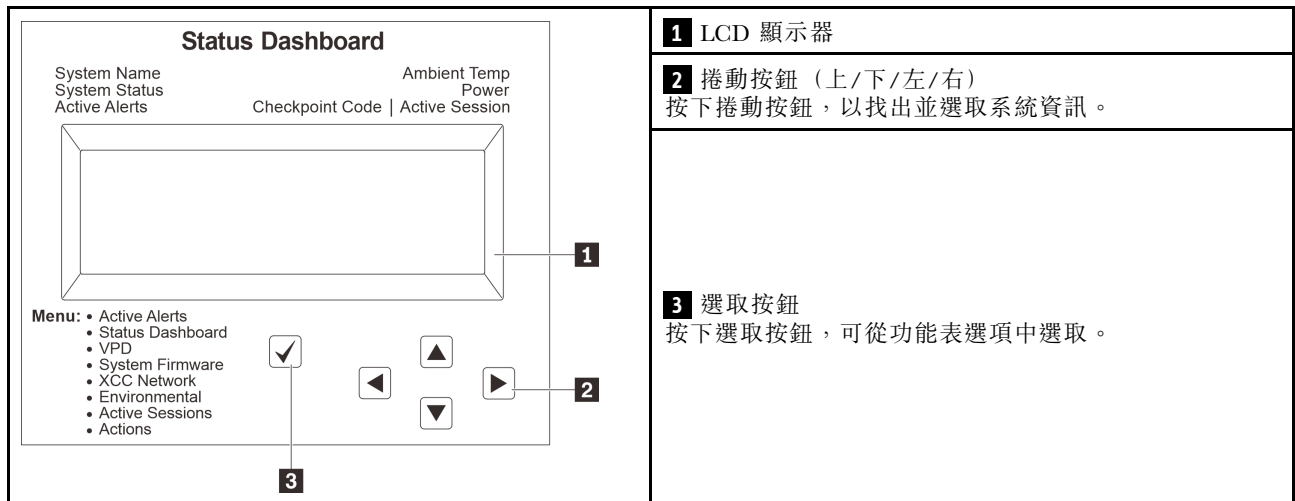 Status Dashboard
System Name
System Status
Active Alerts
Ambient Temp
Power
Checkpoint Code | Active Session
1
Menu: • Active Alerts
• Status Dashboard
• VPD
• System Firmware
• XCC Network
• Environmental
• Active Sessions
• Actions
2
3
1 LCD 顯示器
2 捲動按鈕（上/下/左/右）
按下捲動按鈕，以找出並選取系統資訊。
3 選取按鈕
按下選取按鈕，可從功能表選項中選取。